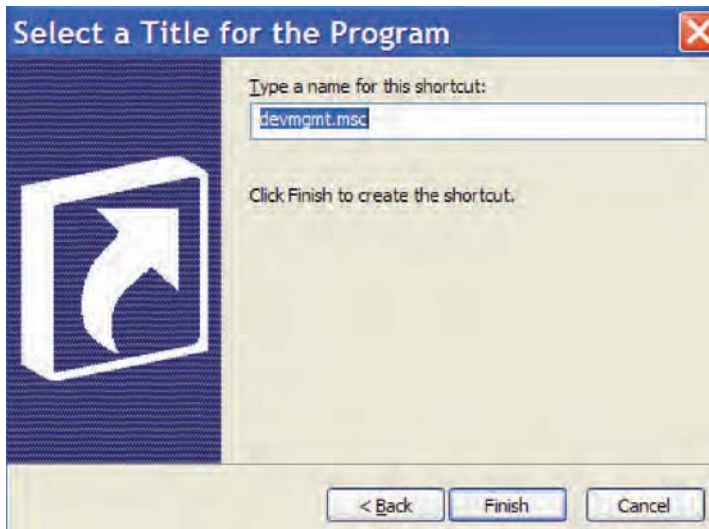 Select a Title for the Program
Type a name for this shortcut:
devmgmt.msc
Click Finish to create the shortcut.
< Back
Finish
Cancel